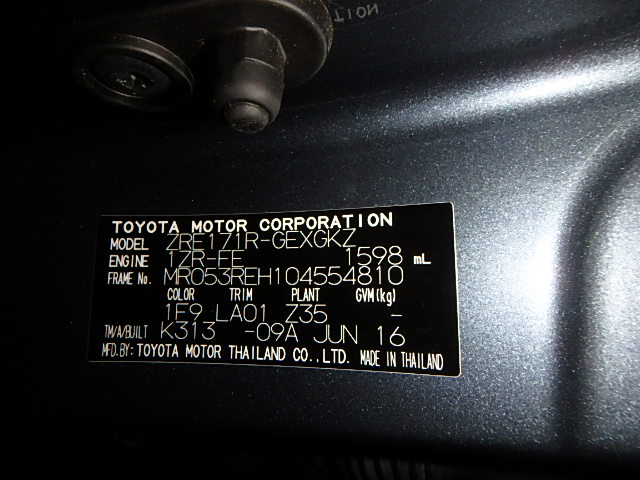 TOYOTA MOTOR CORPORATION
MODEL ZRE171R-GEXGKZ
ENGINE 1ZR-FE 1598 mL
FRAME No. MR053REH104554810
COLOR TRIM PLANT GVM(kg)
1F9 LA01 Z35 -
TM/A/BUILT K313 -09A JUN 16
MFD.BY: TOYOTA MOTOR THAILAND CO.,LTD. MADE IN THAILAND